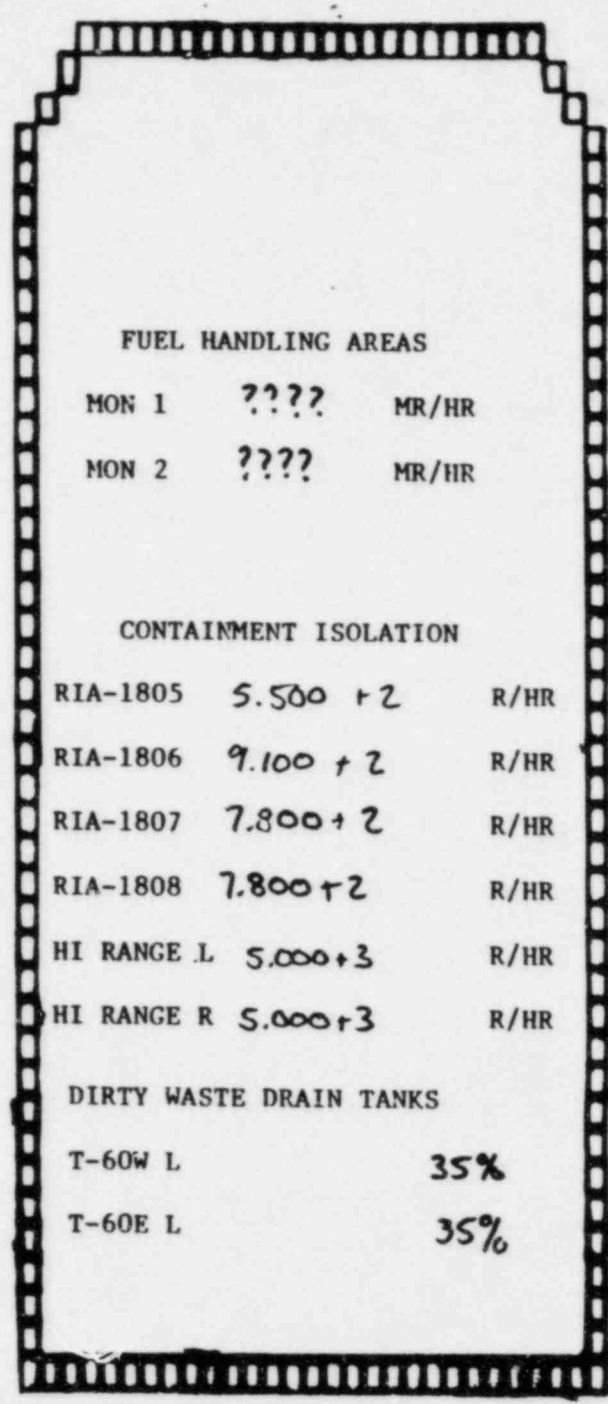 FUEL HANDLING AREAS
MON 1 ???? MR/HR
MON 2 ???? MR/HR
CONTAINMENT ISOLATION
RIA-1805 5.500 +2 R/HR
RIA-1806 9.100 +2 R/HR
RIA-1807 7.800+2 R/HR
RIA-1808 7.800+2 R/HR
HI RANGE L 5.000+3 R/HR
HI RANGE R 5.000+3 R/HR
DIRTY WASTE DRAIN TANKS
T-60W L 35%
T-60E L 35%